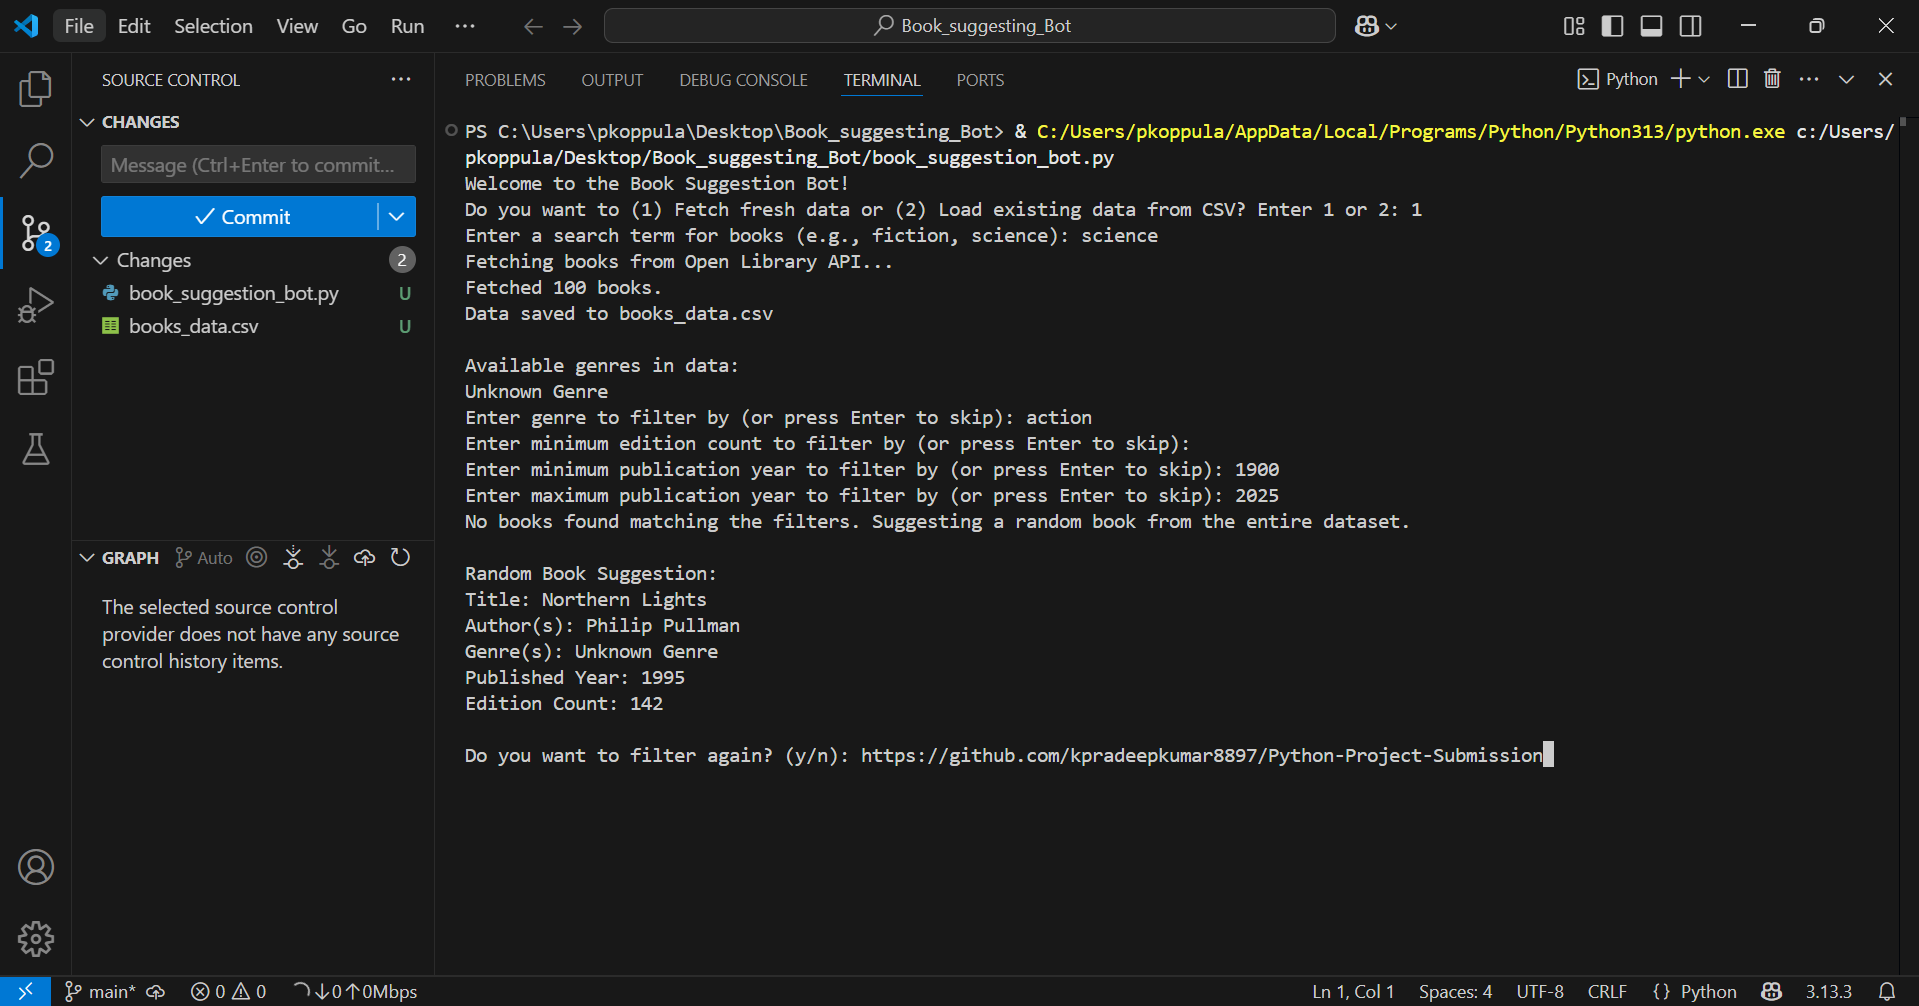 File Edit Selection View Go Run ··· Book_suggesting_Bot
SOURCE CONTROL ···
CHANGES
Message (Ctrl+Enter to commit...
Commit
Changes 2
book_suggestion_bot.py U
books_data.csv U
2
GRAPH Auto
The selected source control
provider does not have any source
control history items.
PROBLEMS OUTPUT DEBUG CONSOLE TERMINAL PORTS Python
PS C:\Users\pkoppula\Desktop\Book_suggesting_Bot> & C:/Users/pkoppula/AppData/Local/Programs/Python/Python313/python.exe c:/Users/
pkoppula/Desktop/Book_suggesting_Bot/book_suggestion_bot.py
Welcome to the Book Suggestion Bot!
Do you want to (1) Fetch fresh data or (2) Load existing data from CSV? Enter 1 or 2: 1
Enter a search term for books (e.g., fiction, science): science
Fetching books from Open Library API...
Fetched 100 books.
Data saved to books_data.csv
Available genres in data:
Unknown Genre
Enter genre to filter by (or press Enter to skip): action
Enter minimum edition count to filter by (or press Enter to skip):
Enter minimum publication year to filter by (or press Enter to skip): 1900
Enter maximum publication year to filter by (or press Enter to skip): 2025
No books found matching the filters. Suggesting a random book from the entire dataset.
Random Book Suggestion:
Title: Northern Lights
Author(s): Philip Pullman
Genre(s): Unknown Genre
Published Year: 1995
Edition Count: 142
Do you want to filter again? (y/n): https://github.com/kpradeepkumar8897/Python-Project-Submission
main* 0 0 ↓0↑0Mbps Ln 1, Col 1 Spaces: 4 UTF-8 CRLF {} Python 3.13.3